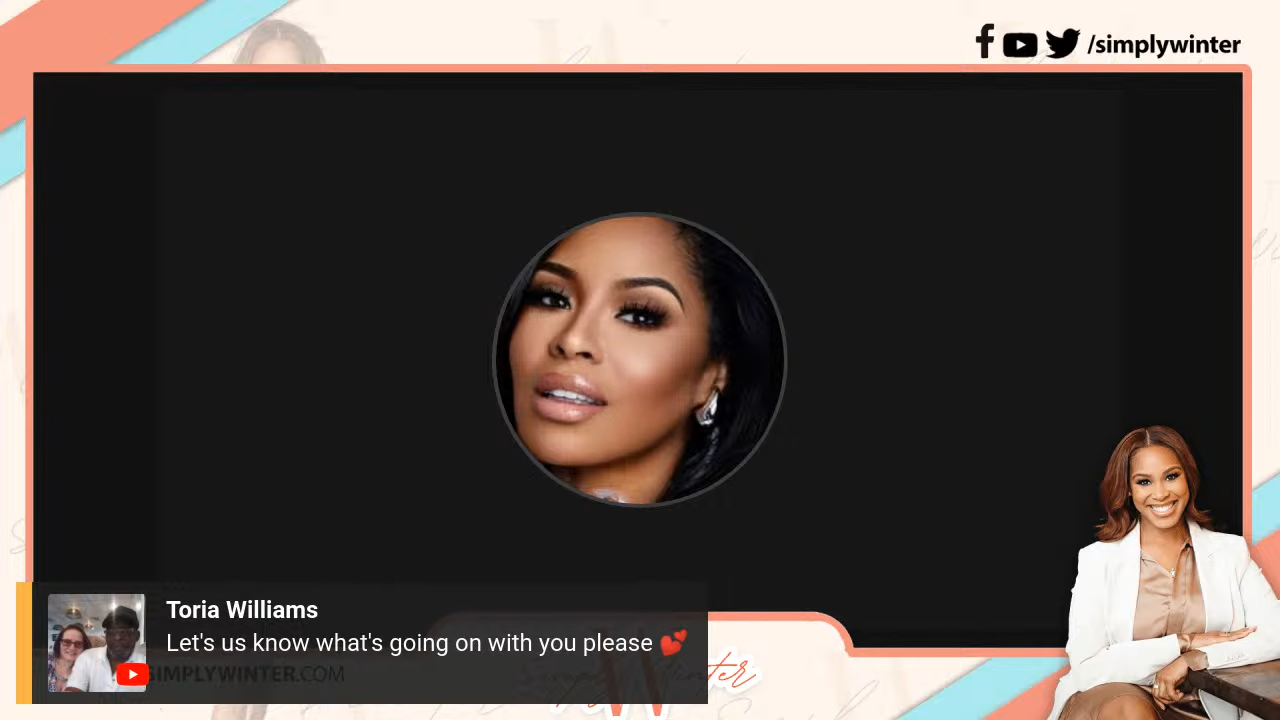 /simplywinter
Toria Williams
Let's us know what's going on with you please 💕
SIMPLYWINTER.COM